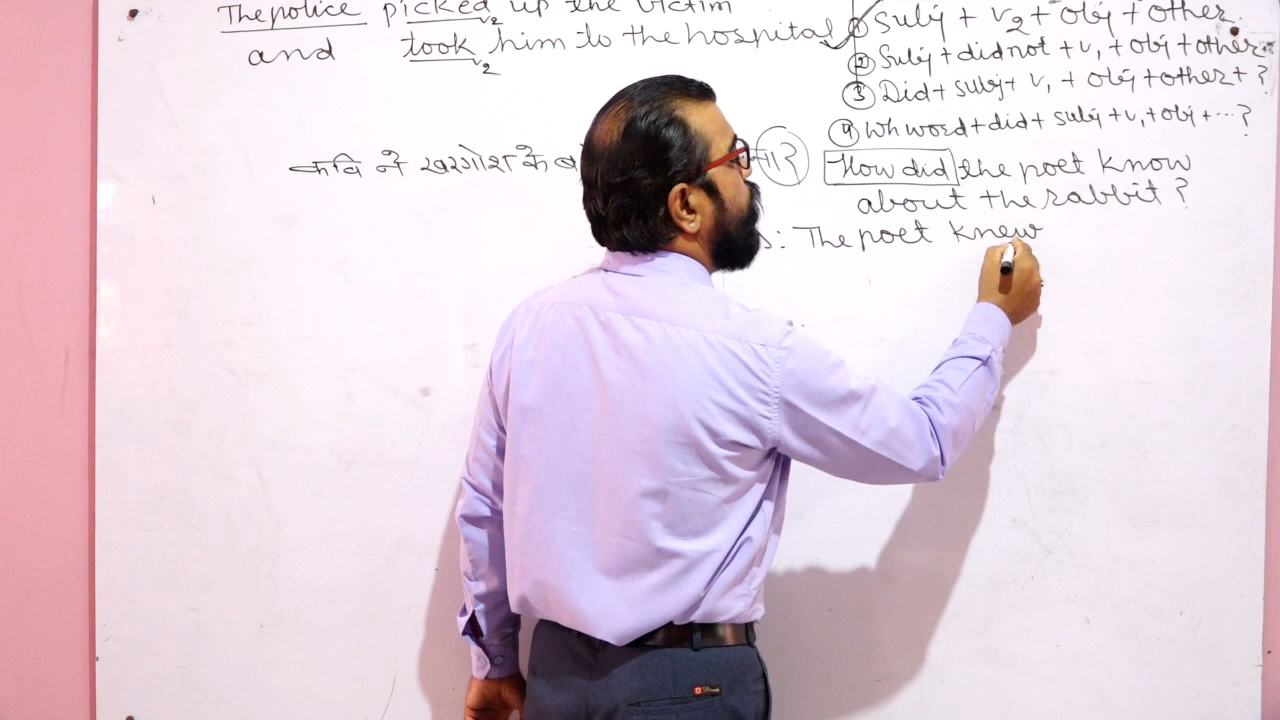 The police picked up the victim
v2
and took him to the hospital
v2
① Subj + v2 + obj + other.
② Subj + did not + v1 + obj + other
③ Did + subj + v1 + obj + other + ?
④ Wh word + did + subj + v1 + obj + ... ?
कवि ने खरगोश के
How did the poet know
about the rabbit ?
: The poet knew